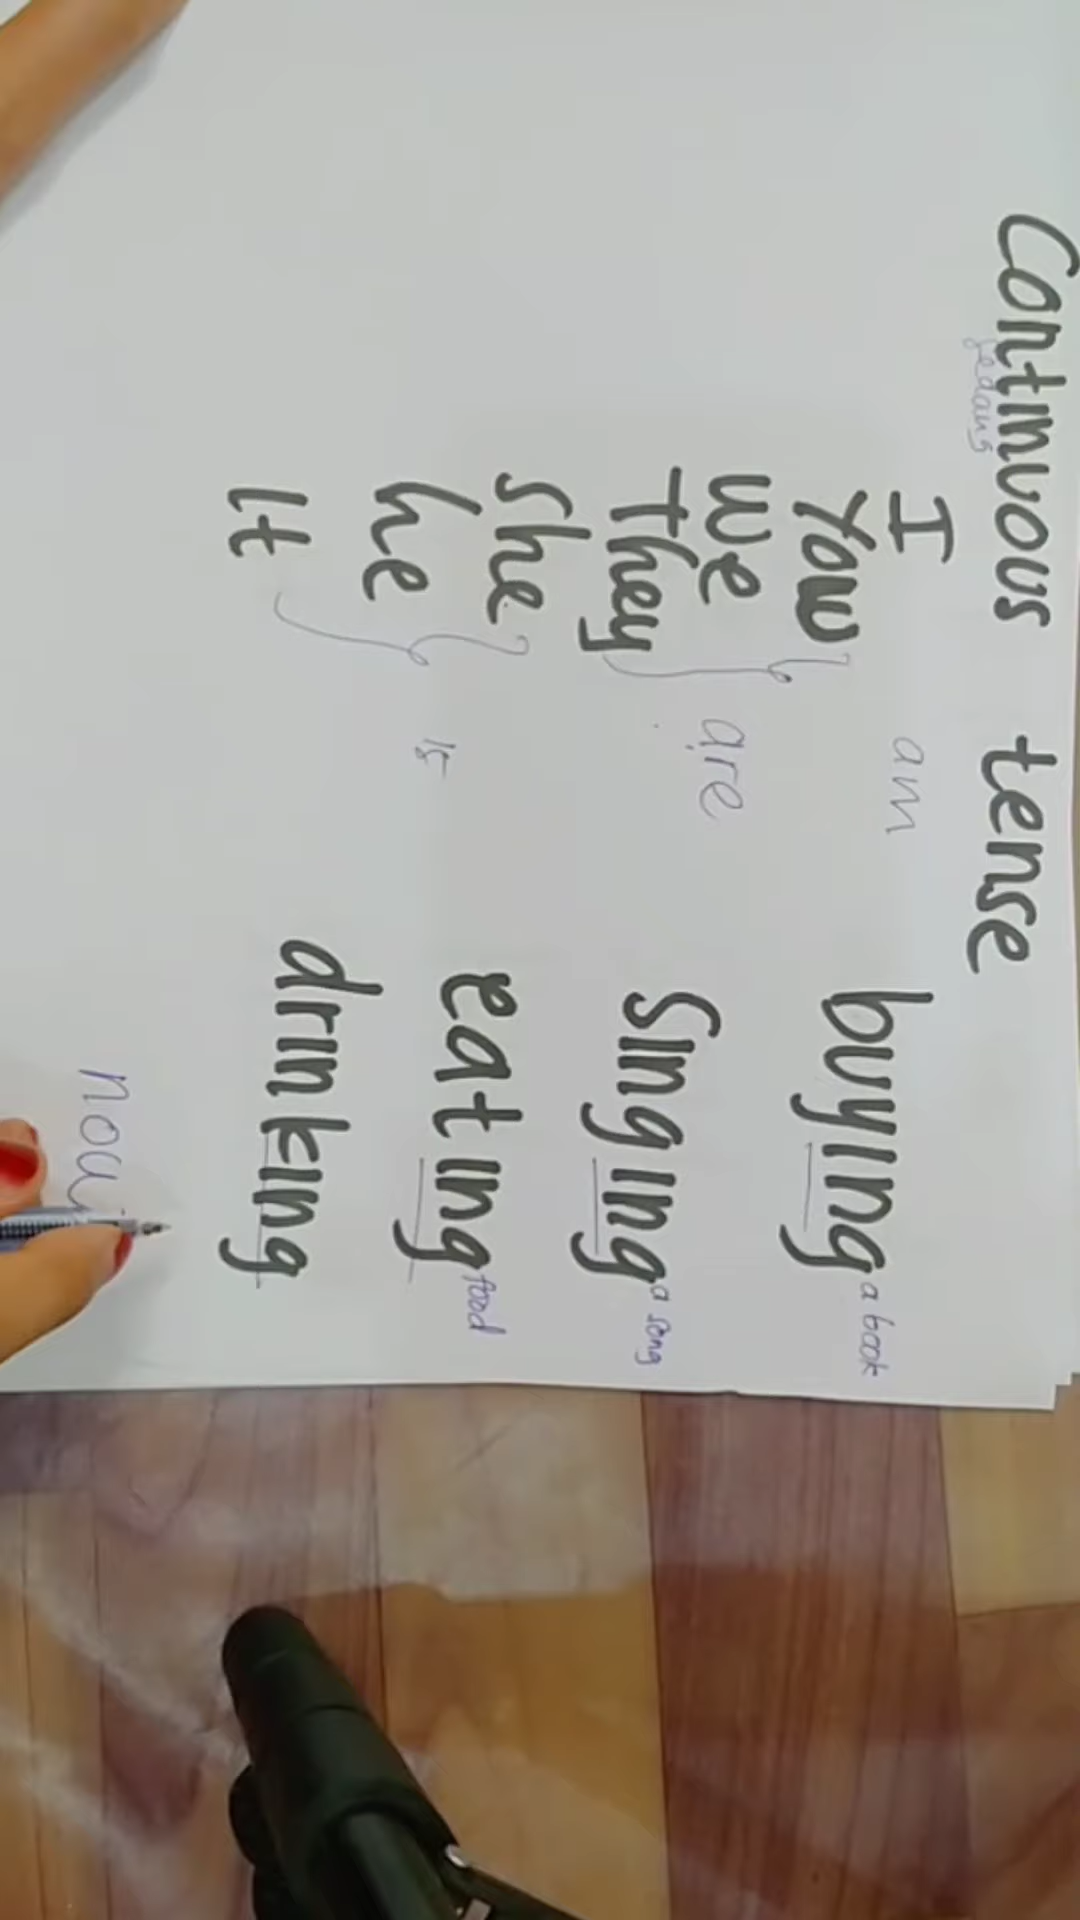 Continuous tense
sedang
I am buying a book
You
we are singing a song
They
she
is eating food
he
It drinking
now